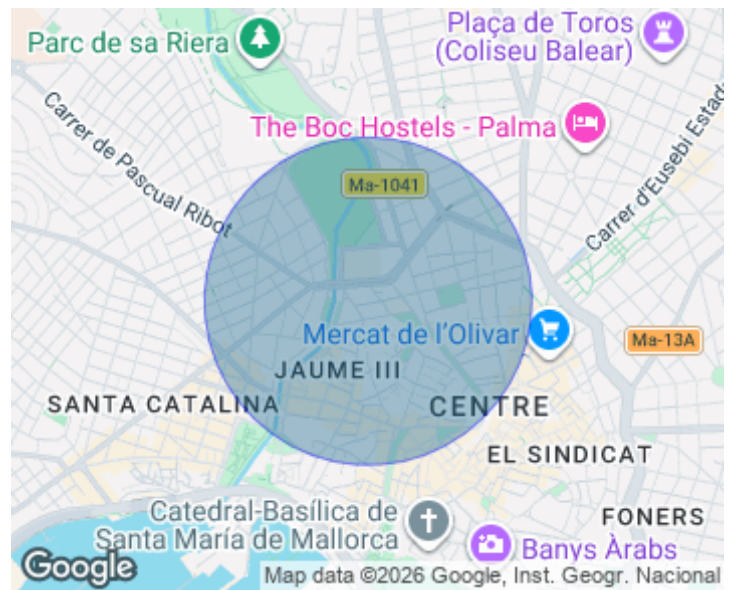 Plaça de Toros
(Coliseu Balear)
Parc de sa Riera
Carrer de Pascual Ribot
The Boc Hostels - Palma
Carrer d'Eusebi Estada
Ma-1041
Mercat de l'Olivar
Ma-13A
JAUME III
SANTA CATALINA
CENTRE
EL SINDICAT
Catedral-Basílica de
Santa María de Mallorca
FONERS
Banys Àrabs
Google
Map data ©2026 Google, Inst. Geogr. Nacional